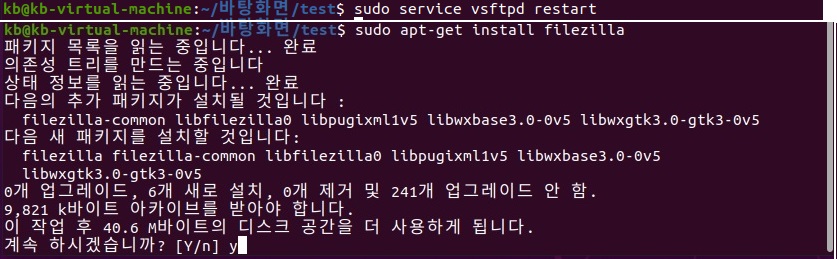 kb@kb-virtual-machine:~/바탕화면/test$ sudo service vsftpd restart
kb@kb-virtual-machine:~/바탕화면/test$ sudo apt-get install filezilla
패키지 목록을 읽는 중입니다... 완료
의존성 트리를 만드는 중입니다
상태 정보를 읽는 중입니다... 완료
다음의 추가 패키지가 설치될 것입니다 :
filezilla-common libfilezilla0 libpugixml1v5 libwxbase3.0-0v5 libwxgtk3.0-gtk3-0v5
다음 새 패키지를 설치할 것입니다:
filezilla filezilla-common libfilezilla0 libpugixml1v5 libwxbase3.0-0v5
libwxgtk3.0-gtk3-0v5
0개 업그레이드, 6개 새로 설치, 0개 제거 및 241개 업그레이드 안 함.
9,821 k바이트 아카이브를 받아야 합니다.
이 작업 후 40.6 M바이트의 디스크 공간을 더 사용하게 됩니다.
계속 하시겠습니까? [Y/n] y